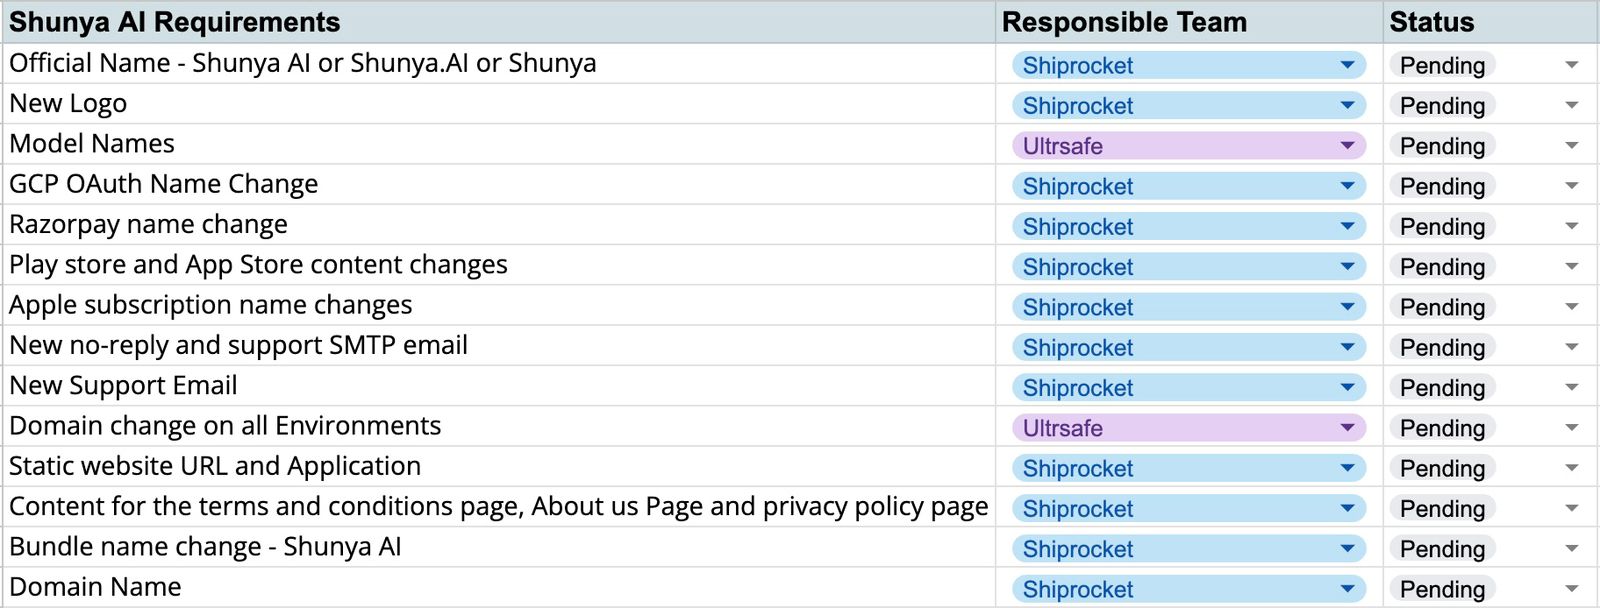 Shunya AI Requirements Responsible Team Status
Official Name - Shunya AI or Shunya.AI or Shunya Shiprocket Pending
New Logo Shiprocket Pending
Model Names Ultrsafe Pending
GCP OAuth Name Change Shiprocket Pending
Razorpay name change Shiprocket Pending
Play store and App Store content changes Shiprocket Pending
Apple subscription name changes Shiprocket Pending
New no-reply and support SMTP email Shiprocket Pending
New Support Email Shiprocket Pending
Domain change on all Environments Ultrsafe Pending
Static website URL and Application Shiprocket Pending
Content for the terms and conditions page, About us Page and privacy policy page Shiprocket Pending
Bundle name change - Shunya AI Shiprocket Pending
Domain Name Shiprocket Pending